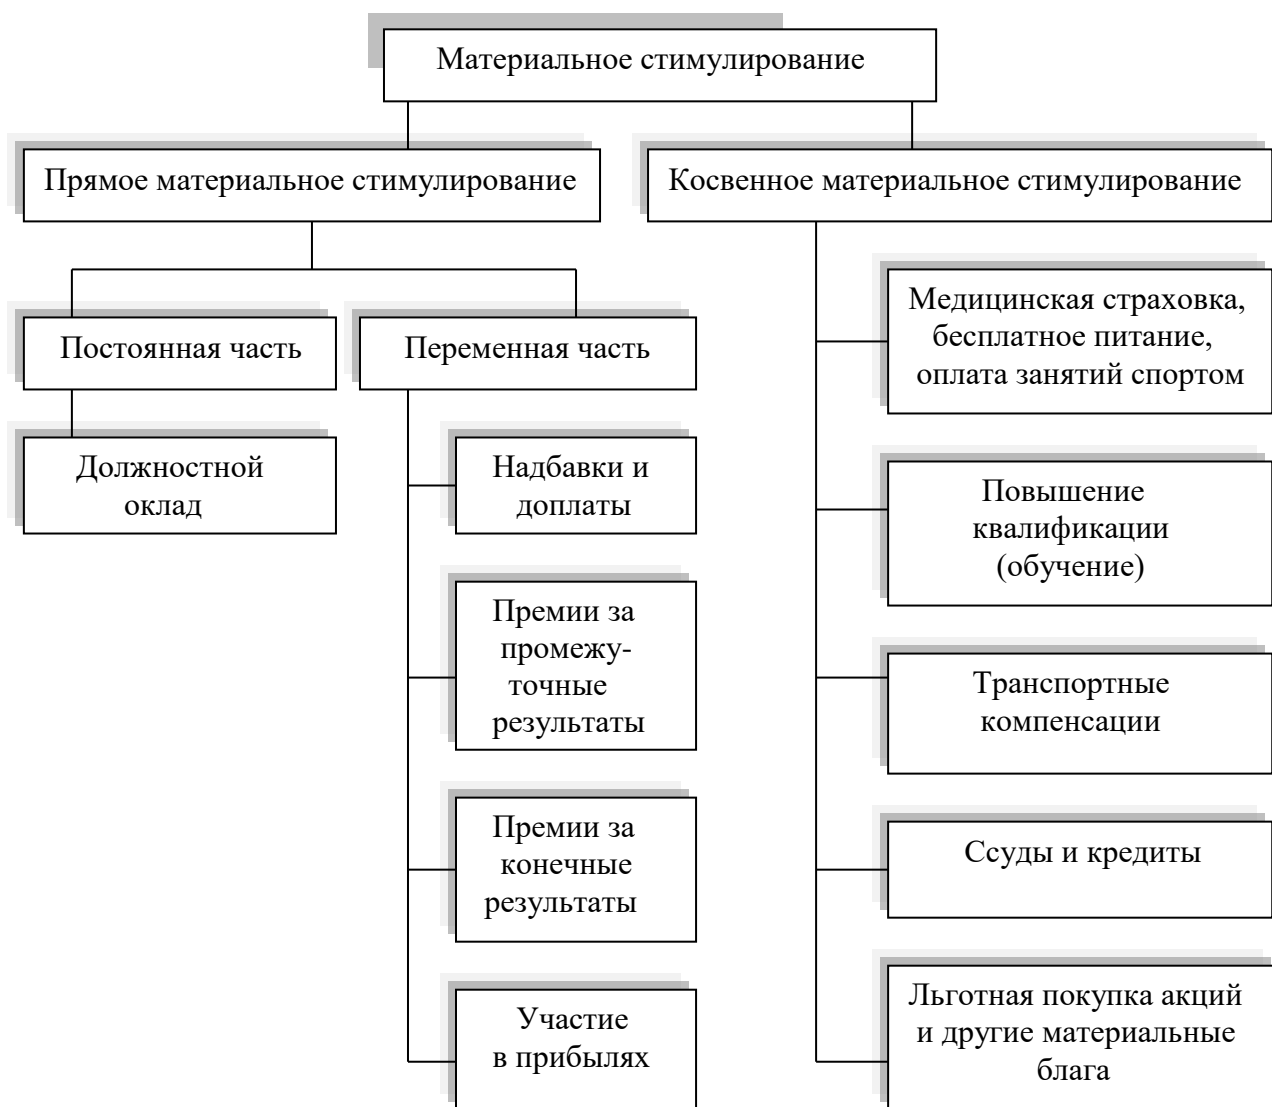 Материальное стимулирование
Прямое материальное стимулирование
Косвенное материальное стимулирование
Постоянная часть
Переменная часть
Должностной
оклад
Надбавки и
доплаты
Премии за
промежу-
точные
результаты
Премии за
конечные
результаты
Участие
в прибылях
Медицинская страховка,
бесплатное питание,
оплата занятий спортом
Повышение
квалификации
(обучение)
Транспортные
компенсации
Ссуды и кредиты
Льготная покупка акций
и другие материальные
блага